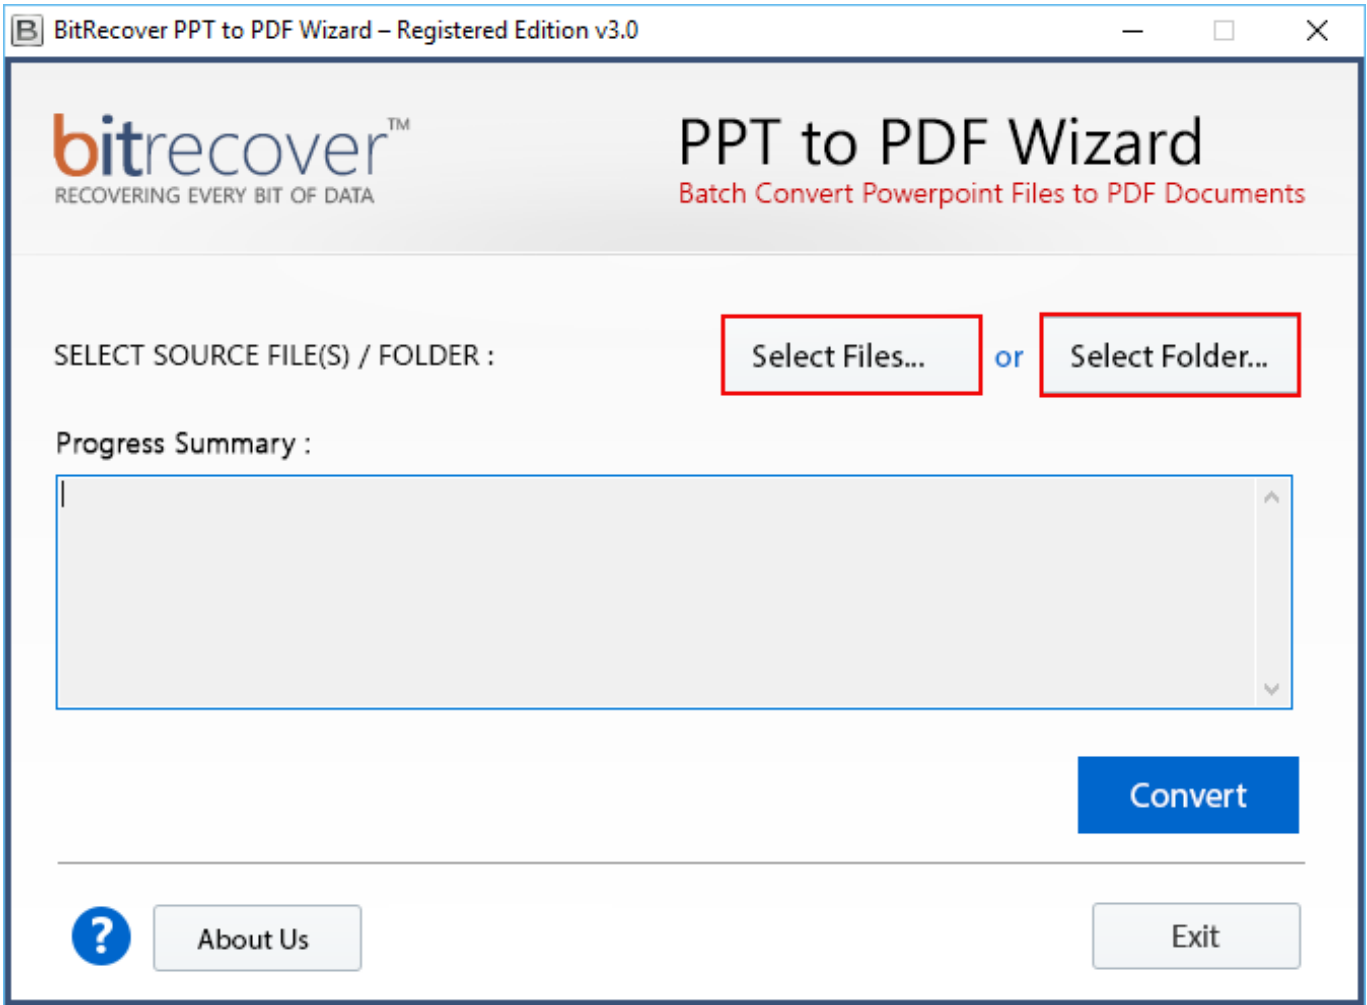 B BitRecover PPT to PDF Wizard – Registered Edition v3.0
bitrecover™
RECOVERING EVERY BIT OF DATA
PPT to PDF Wizard
Batch Convert Powerpoint Files to PDF Documents
SELECT SOURCE FILE(S) / FOLDER : Select Files... or Select Folder...
Progress Summary :
Convert
? About Us Exit